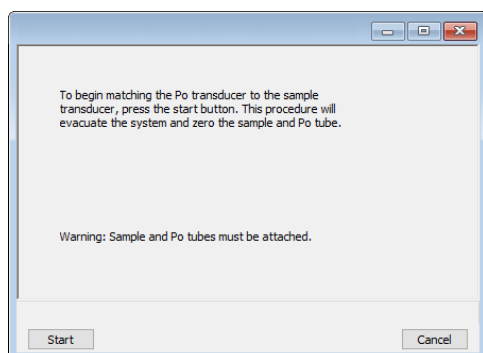 To begin matching the Po transducer to the sample
transducer, press the start button. This procedure will
evacuate the system and zero the sample and Po tube.
Warning: Sample and Po tubes must be attached.
Start
Cancel